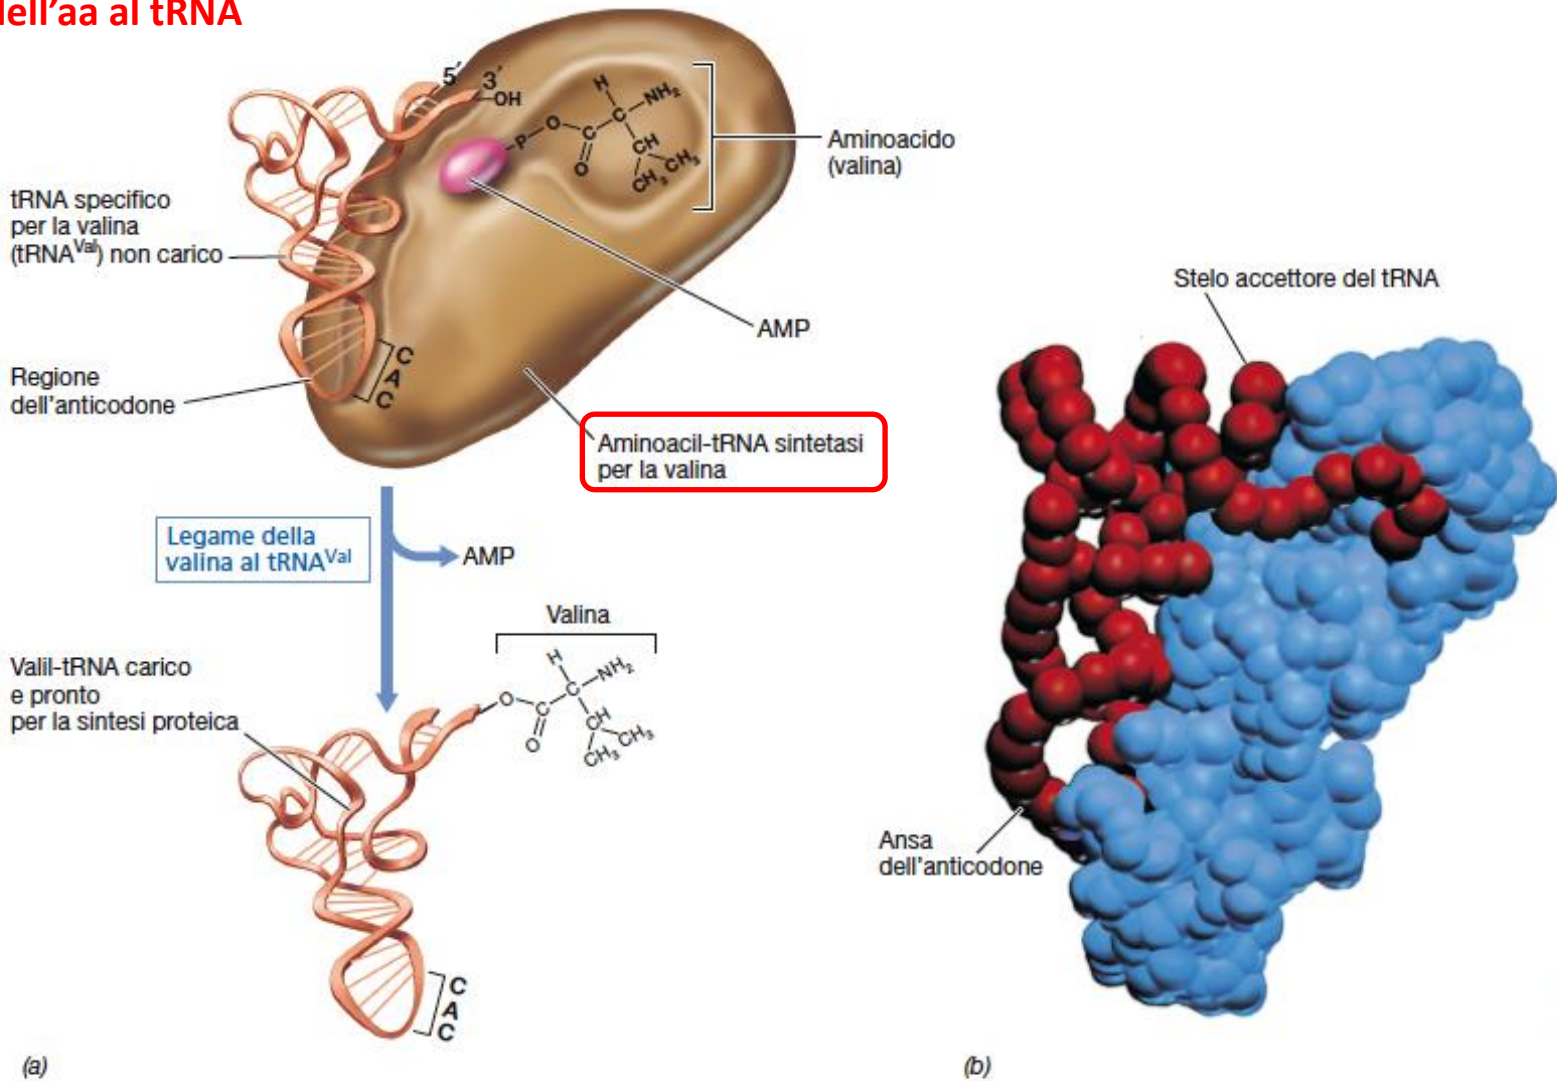 dell'aa al tRNA
5′ 3′
OH
H
NH2
P
O
C
C
O
CH
CH3
CH3
Aminoacido
(valina)
tRNA specifico
per la valina
(tRNAVal) non carico
AMP
Regione
dell'anticodone
C
A
C
Aminoacil-tRNA sintetasi
per la valina
Legame della
valina al tRNAVal
AMP
Valina
Valil-tRNA carico
e pronto
per la sintesi proteica
H
NH2
O
C
C
O
CH
CH3
CH3
C
A
C
(a)
Stelo accettore del tRNA
Ansa
dell'anticodone
(b)